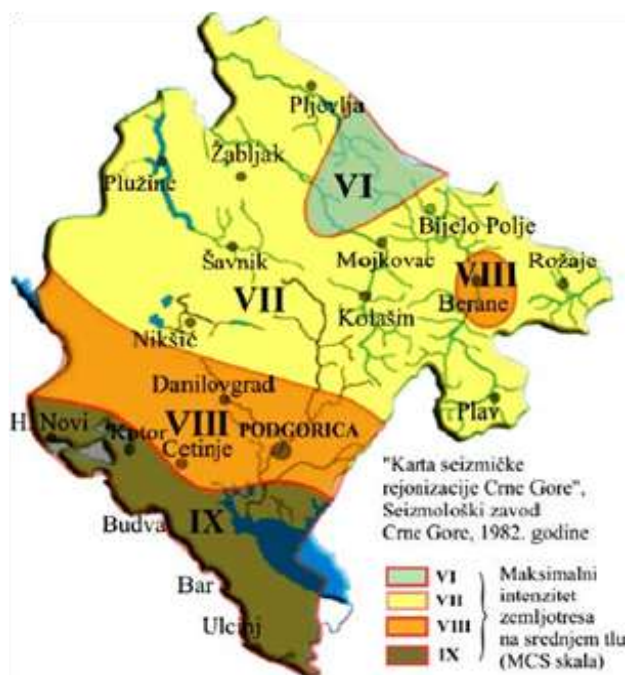 Pljevlja
Žabljak
VI
Plužine
Bijelo Polje
Šavnik
Mojkovac
VIII
Rožaje
VII
Berane
Kolašin
Nikšić
Danilovgrad
Plav
VIII
H. Novi
Kotor
PODGORICA
Cetinje
"Karta seizmičke
rejonizacije Crne Gore",
Seizmološki zavod
Crne Gore, 1982. godine
IX
Budva
Bar
Ulcinj
VI
VII
VIII
IX
Maksimalni
intenzitet
zemljotresa
na srednjem tlu
(MCS skala)